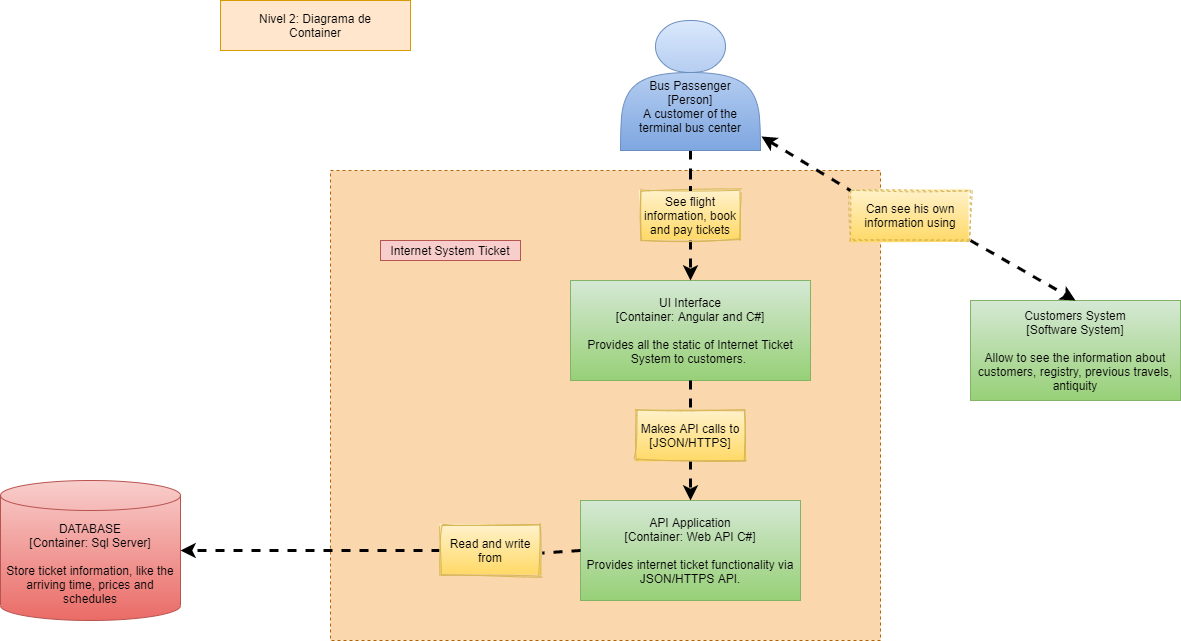 Nivel 2: Diagrama de
Container
Bus Passenger
[Person]
A customer of the
terminal bus center
See flight
information, book
and pay tickets
Can see his own
information using
Internet System Ticket
UI Interface
[Container: Angular and C#]
Provides all the static of Internet Ticket
System to customers.
Customers System
[Software System]
Allow to see the information about
customers, registry, previous travels,
antiquity
Makes API calls to
[JSON/HTTPS]
API Application
[Container: Web API C#]
Provides internet ticket functionality via
JSON/HTTPS API.
Read and write
from
DATABASE
[Container: Sql Server]
Store ticket information, like the
arriving time, prices and
schedules